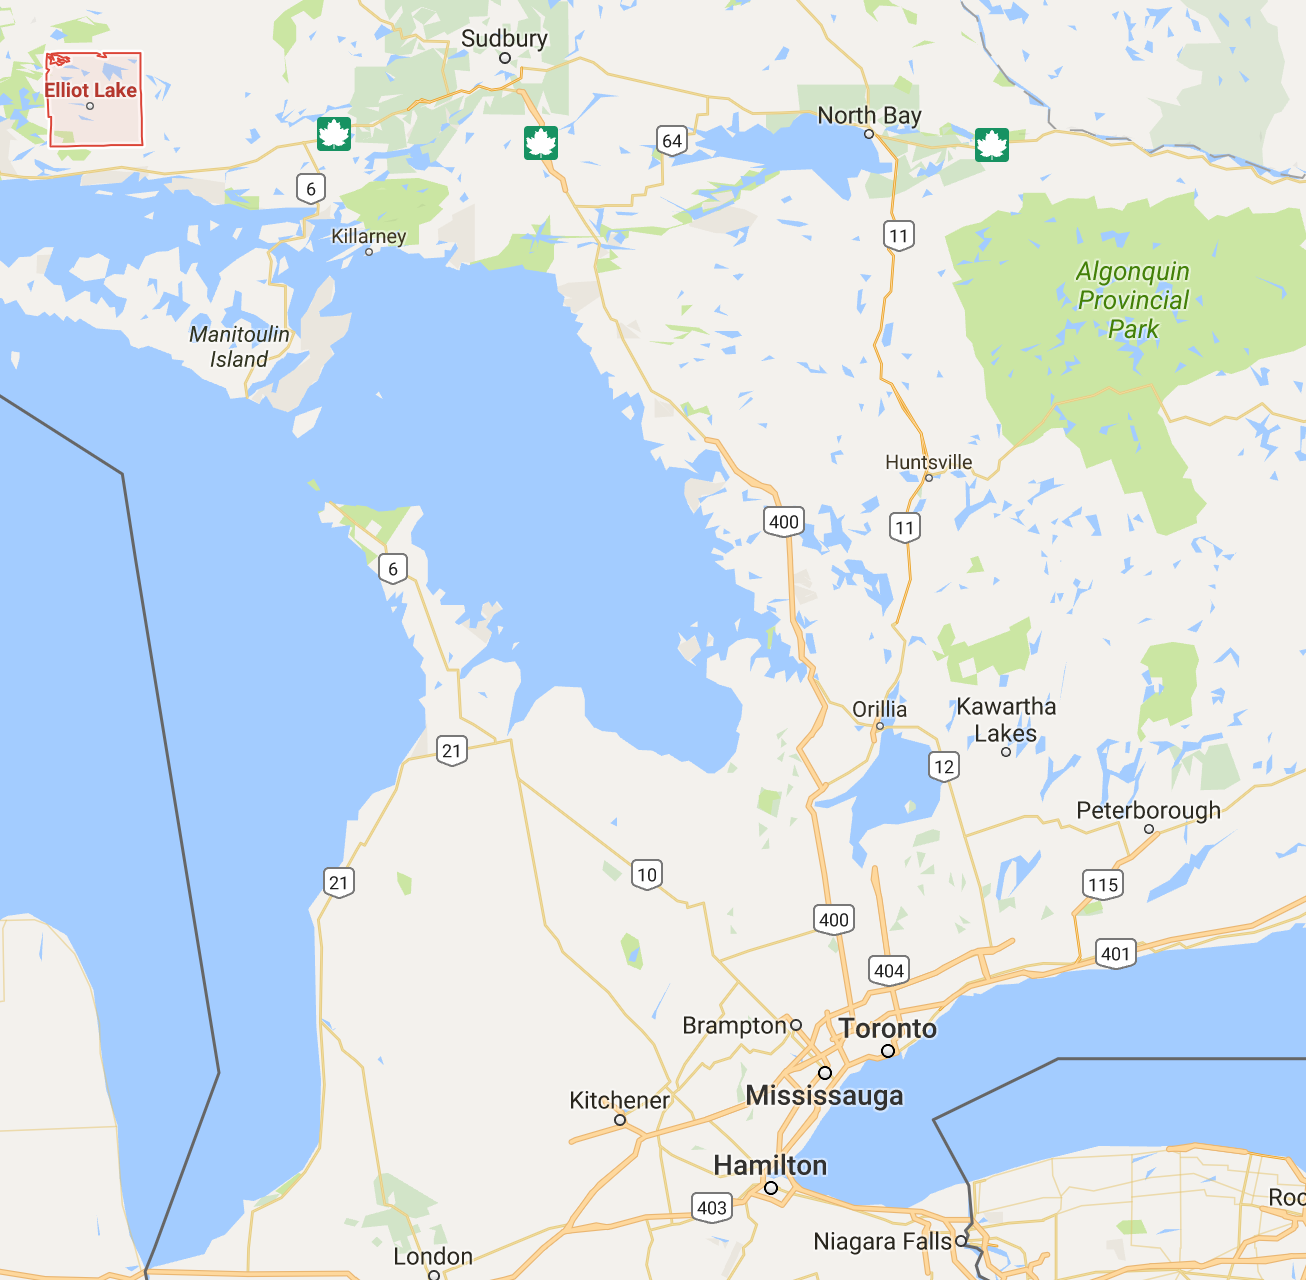 Sudbury
Elliot Lake
North Bay
64
6
Killarney
11
Algonquin
Provincial
Park
Manitoulin
Island
Huntsville
400
11
6
Orillia
Kawartha
Lakes
21
12
Peterborough
10
21
115
400
401
404
Brampton
Toronto
Mississauga
Kitchener
Hamilton
403
Roc
Niagara Falls
London